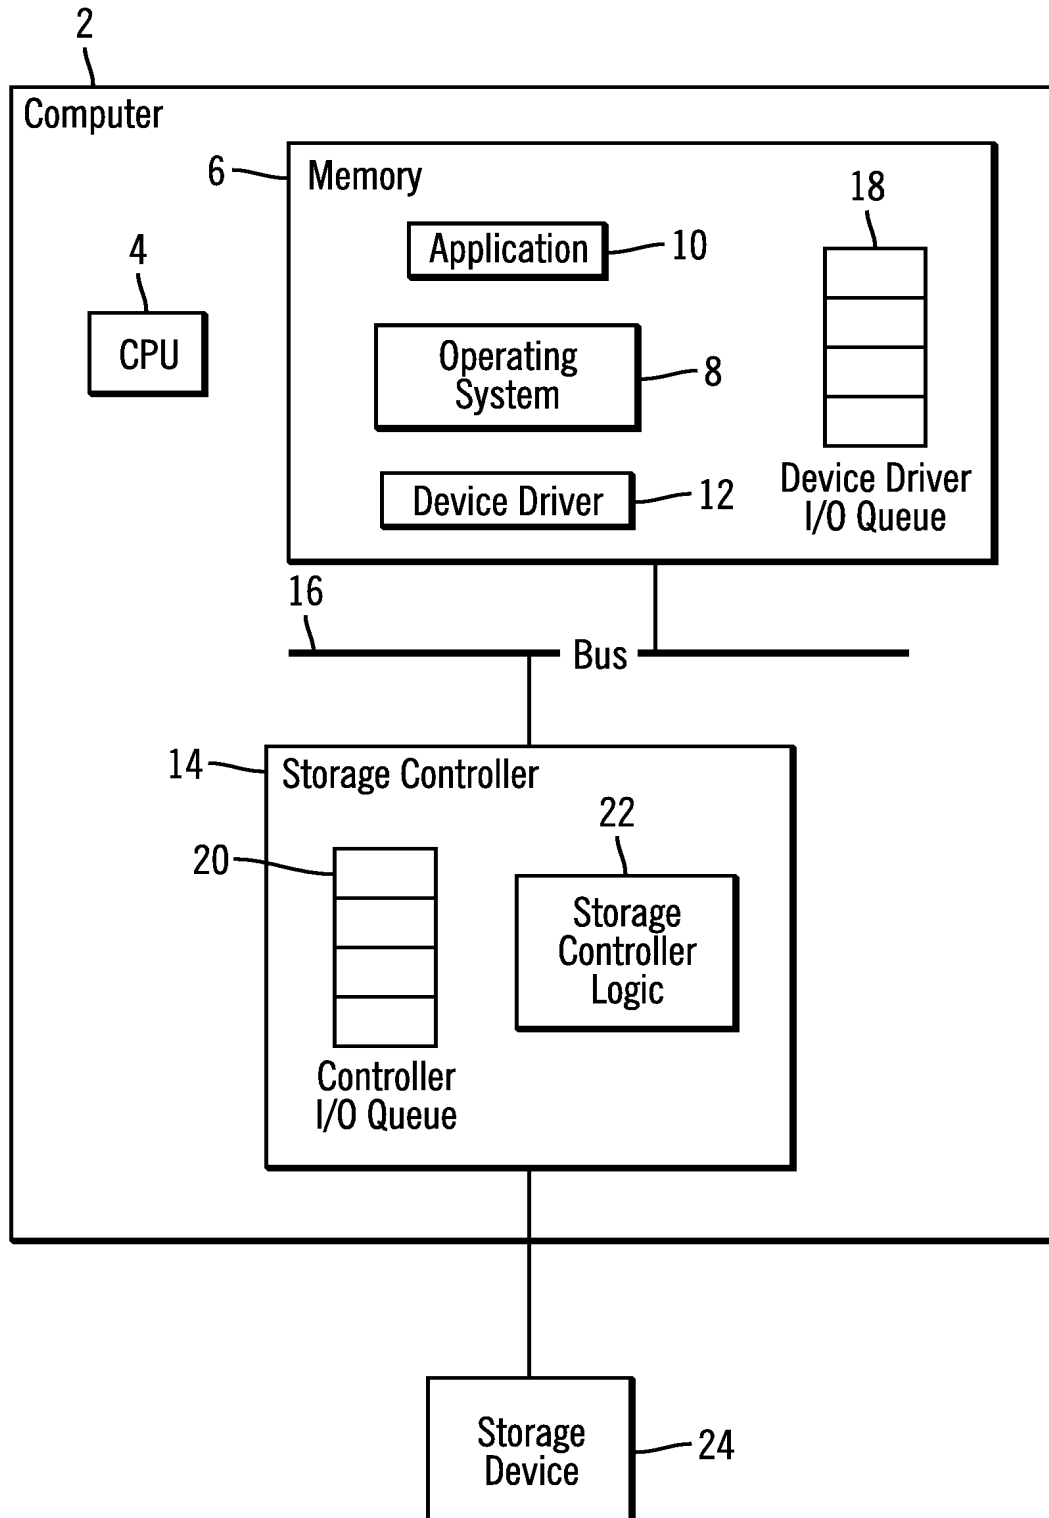 2
Computer
6
Memory
18
4
Application
10
CPU
Operating
System
8
Device Driver
12
Device Driver
I/O Queue
16
Bus
14
Storage Controller
22
20
Storage
Controller
Logic
Controller
I/O Queue
Storage
Device
24